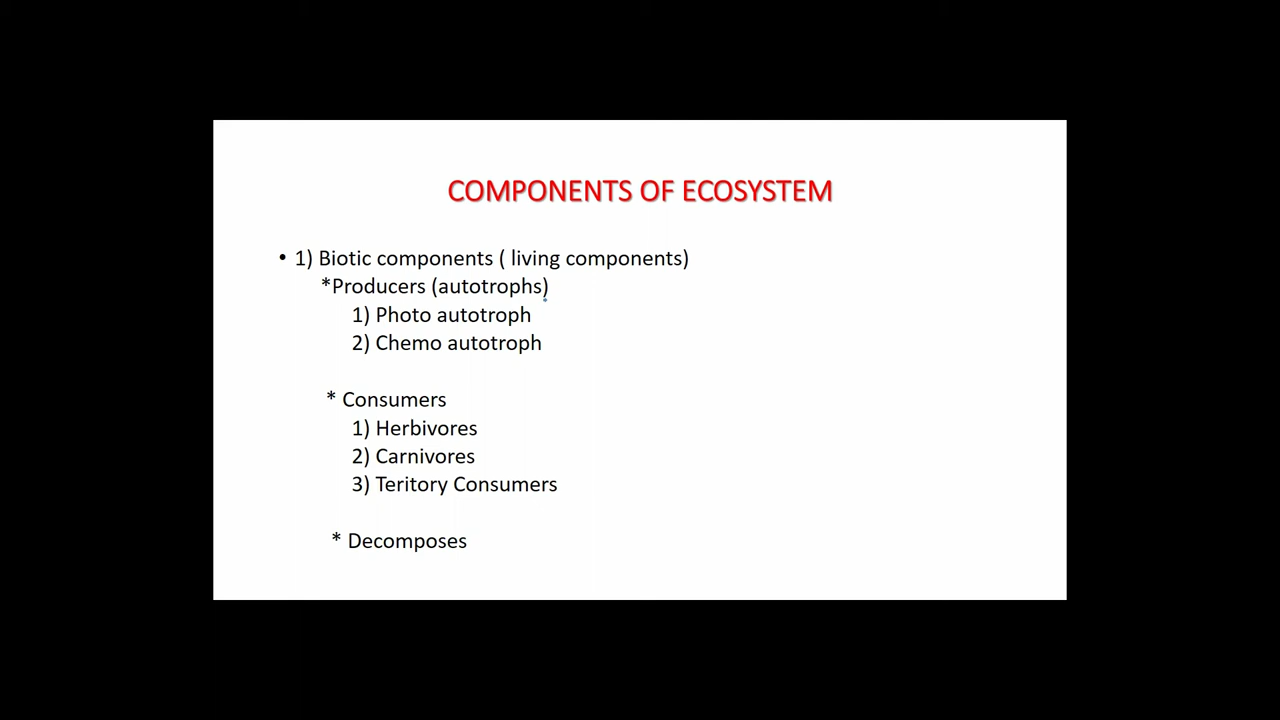 COMPONENTS OF ECOSYSTEM
• 1) Biotic components ( living components)
*Producers (autotrophs)
1) Photo autotroph
2) Chemo autotroph
* Consumers
1) Herbivores
2) Carnivores
3) Teritory Consumers
* Decomposes